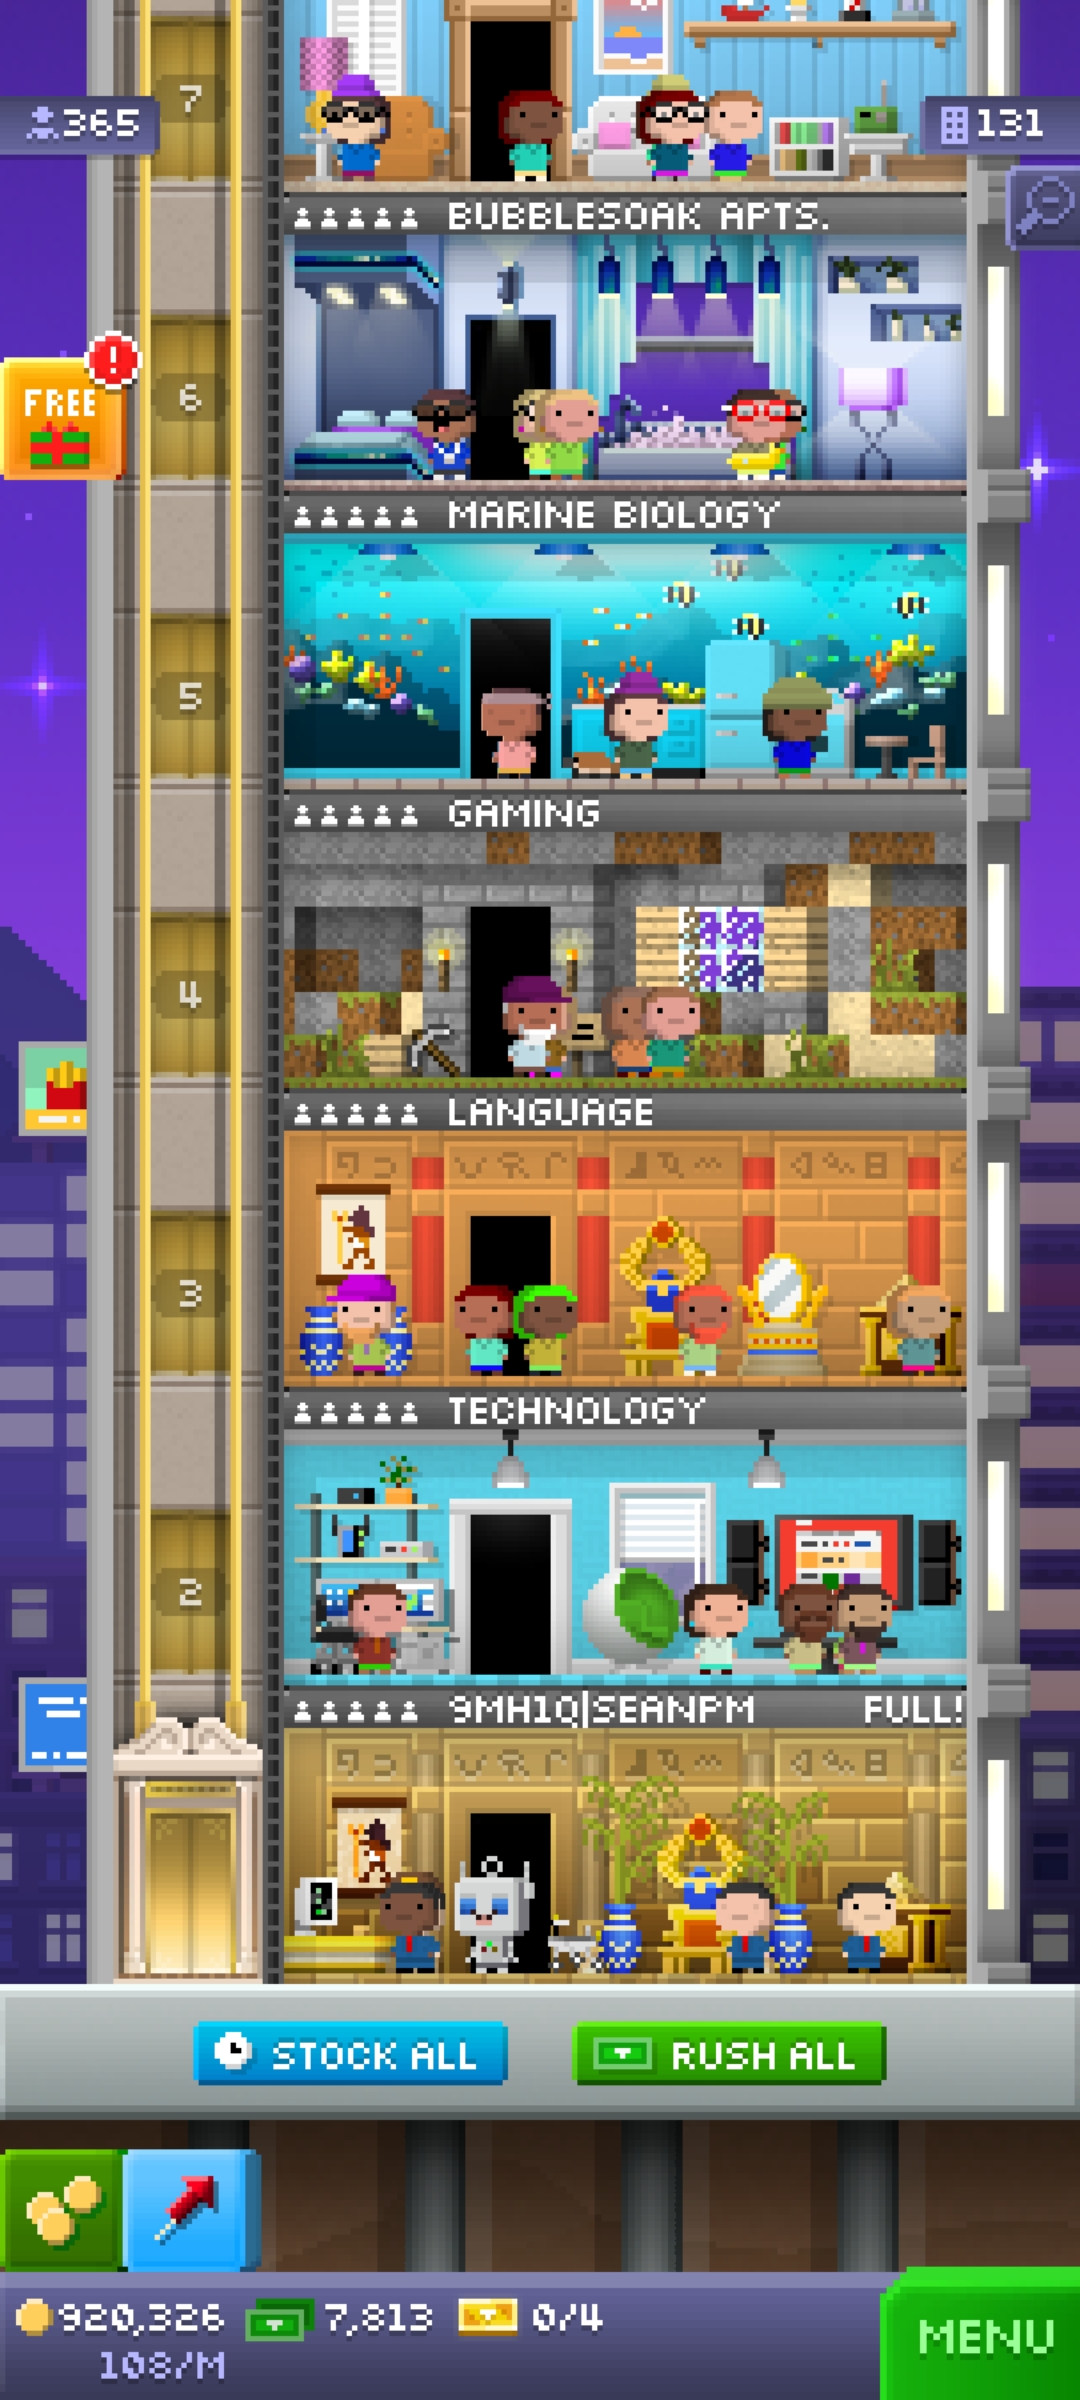 7
365
131
BUBBLESOAK APTS.
FREE
!
6
MARINE BIOLOGY
5
GAMING
4
LANGUAGE
3
TECHNOLOGY
2
9MH1Q|SEANPM FULL!
STOCK ALL
RUSH ALL
920,326
7,813
0/4
108/M
MENU